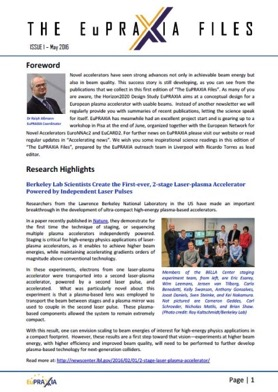 THE EuPRAXIA FILES
ISSUE I – May 2016
Foreword
Novel accelerators have seen strong advances not only in achievable beam energy but
also in beam quality. This success story is still developing, as you can see from the
publications that we collect in this first edition of "The EuPRAXIA Files". As many of you
are aware, the Horizon2020 Design Study EuPRAXIA aims at a conceptual design for a
European plasma accelerator with usable beams. Instead of another newsletter we will
regularly provide you with summaries of recent publications, letting the science speak
for itself. EuPRAXIA has meanwhile had an excellent project start and is gearing up to a
workshop in Pisa at the end of June, organized together with the European Network for
Novel Accelerators EuroNNAc2 and EuCARD2. For further news on EuPRAXIA please visit our website or read
regular updates in "Accelerating news". We wish you some inspirational science readings in this edition of
"The EuPRAXIA Files", prepared by the EuPRAXIA outreach team in Liverpool with Ricardo Torres as lead
editor.
Dr Ralph Assmann
EuPRAXIA Coordinator
Research Highlights
Berkeley Lab Scientists Create the First-ever, 2-stage Laser-plasma Accelerator
Powered by Independent Laser Pulses
Researchers from the Lawrence Berkeley National Laboratory in the US have made an important
breakthrough in the development of ultra-compact high-energy plasma-based accelerators.
In a paper recently published in Nature, they demonstrate for
the first time the technique of staging, or sequencing
multiple plasma accelerators independently powered.
Staging is critical for high-energy physics applications of laser-
plasma accelerators, as it enables to achieve higher beam
energies, while maintaining accelerating gradients orders of
magnitude above conventional technology.
In these experiments, electrons from one laser-plasma
accelerator were transported into a second laser-plasma
accelerator, powered by a second laser pulse, and
accelerated. What was particularly novel about this
experiment is that a plasma-based lens was employed to
transport the beam between stages and a plasma mirror was
used to couple in the second laser pulse. These plasma-
based components allowed the system to remain extremely
compact.
Members of the BELLA Center staging
experiment team, from left, are Eric Esarey,
Wim Leemans, Jeroen van Tilborg, Carlo
Benedetti, Kelly Swanson, Anthony Gonsalves,
Joost Daniels, Sven Steinke, and Kei Nakamura.
Not pictured are Cameron Geddes, Carl
Schroeder, Nicholas Matlis, and Brian Shaw.
(Photo credit: Roy Kaltschmidt/Berkeley Lab)
With this result, one can envision scaling to beam energies of interest for high-energy physics applications in
a compact footprint. However, these results are a first step toward that vision—experiments at higher beam
energy, with higher efficiency and improved beam quality, will need to be performed to further develop
plasma-based technology for next-generation colliders.
Read more at: http://newscenter.lbl.gov/2016/02/01/2-stage-laser-plasma-accelerator/
EuPRAXIA
Page | 1